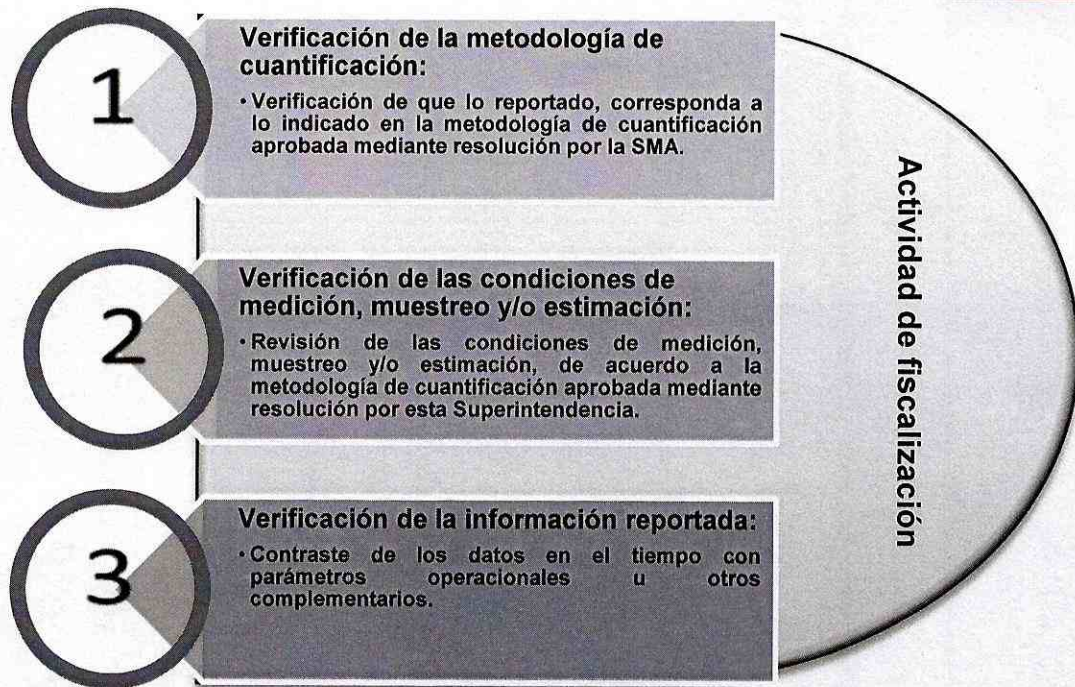 1
Verificación de la metodología de
cuantificación:
• Verificación de que lo reportado, corresponda a
lo indicado en la metodología de cuantificación
aprobada mediante resolución por la SMA.
2
Verificación de las condiciones de
medición, muestreo y/o estimación:
• Revisión de las condiciones de medición,
muestreo y/o estimación, de acuerdo a la
metodología de cuantificación aprobada mediante
resolución por esta Superintendencia.
3
Verificación de la información reportada:
• Contraste de los datos en el tiempo con
parámetros operacionales u otros
complementarios.
Actividad de fiscalización